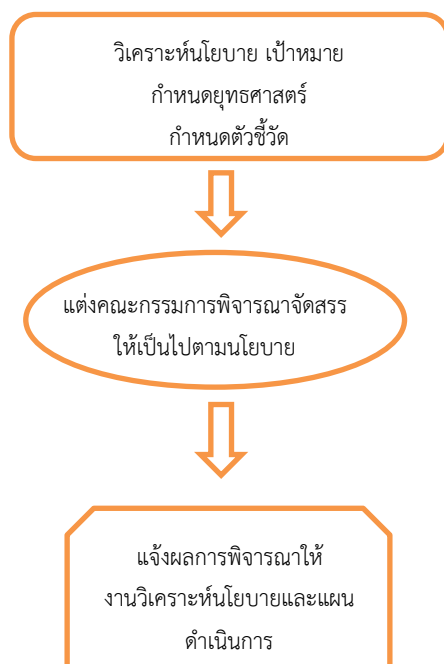 วิเคราะห์นโยบาย เป้าหมาย
กำหนดยุทธศาสตร์
กำหนดตัวชี้วัด
แต่งคณะกรรมการพิจารณาจัดสรร
ให้เป็นไปตามนโยบาย
แจ้งผลการพิจารณาให้
งานวิเคราะห์นโยบายและแผน
ดำเนินการ